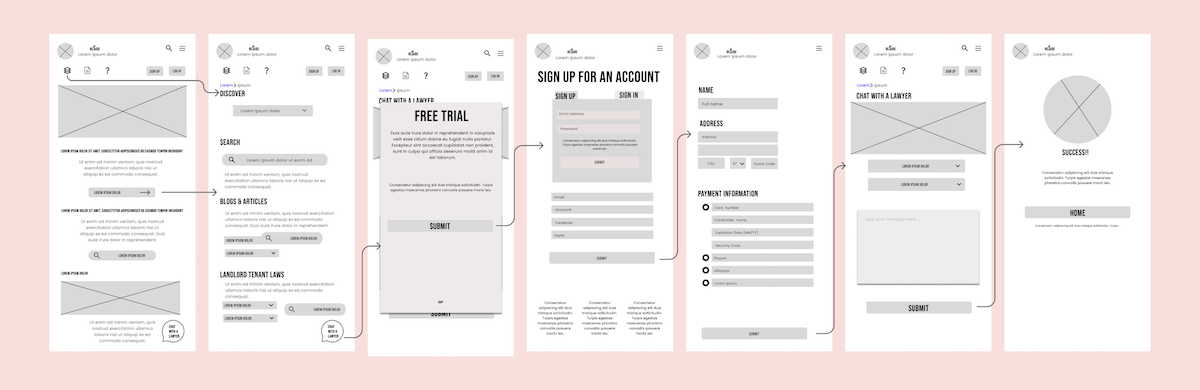 Lorem ipsum dolor
SIGN UP
LOG IN
LOREM IPSUM DOLOR SIT AMET, CONSECTETUR ADIPISCINGSED DO EIUSMOD TEMPOR INCIDIDUNT
Ut enim ad minim veniam, quis nostrud
exercitation ullamco laboris nisi ut
aliquip ex ea commodo
LOREM IPSUM DOLOR
LOREM IPSUM DOLOR SIT AMET, CONSECTETUR ADIPISCINGSED DO EIUSMOD TEMPOR INCIDIDUNT
Ut enim ad minim veniam, quis nostrud
exercitation ullamco laboris nisi ut
aliquip ex ea commodo consequat.
Duis aute irure dolor in reprehenderit.
LOREM IPSUM DOLOR
LOREM IPSUM DOLOR
Ut enim ad minim veniam, quis
nostrud exercitation ullamco laboris
nisi ut aliquip ex ea commodo
consequat.
CHAT
WITH A
LAWYER
Lorem ipsum dolor
?
SIGN UP
LOG IN
Lorem > ipsum
DISCOVER
Lorem ipsum dolor
SEARCH
Lorem ipsum dolor ut enim ad
Ut enim ad minim veniam, quis nostrud exercitation
ullamco laboris nisi ut aliquip ex ea commodo
consequat.
BLOGS & ARTICLES
Ut enim ad minim veniam, quis nostrud exercitation
ullamco laboris nisi ut aliquip ex ea commodo
consequat. Duis aute irure dolor in reprehenderit.
LOREM IPSUM DOLOR
LOREM IPSUM DOLOR
LOREM IPSUM DOLOR
LANDLORD TENANT LAWS
Ut enim ad minim veniam, quis nostrud exercitation
ullamco laboris nisi ut aliquip ex ea commodo
consequat.
LOREM IPSUM DOLOR
LOREM IPSUM DOLOR
LOREM IPSUM DOLOR
CHAT
WITH A
LAWYER
Lorem ipsum dolor
?
SIGN UP
LOG IN
Lorem > ipsum
CHAT WITH A LAWYER
FREE TRIAL
Duis aute irure dolor in reprehenderit in voluptate
velit esse cillum dolore eu fugiat nulla pariatur.
Excepteur sint occaecat cupidatat non proident,
sunt in culpa qui officia deserunt mollit anim id
est laborum.
Consectetur adipiscing elit duis tristique sollicitudin. Turpis
egestas maecenas pharetra convallis posuere morbi leo.
SUBMIT
SUBMIT
Lorem ipsum dolor
SIGN UP FOR AN ACCOUNT
SIGN UP
SIGN IN
Email address
Password
Consectetur adipiscing elit duis tristique sollicitudin.
Turpis egestas maecenas pharetra convallis posuere
morbi leo.
SUBMIT
Email
Microsoft
Facebook
Apple
SUBMIT
Consectetur
adipiscing elit duis
tristique sollicitudin.
Turpis egestas
maecenas pharetra
convallis posuere
morbi leo.
Consectetur
adipiscing elit duis
tristique sollicitudin.
Turpis egestas
maecenas pharetra
convallis posuere
morbi leo.
Consectetur
adipiscing elit duis
tristique sollicitudin.
Turpis egestas
maecenas pharetra
convallis posuere
morbi leo.
Lorem ipsum dolor
NAME
Full name
ADDRESS
Address
City
Postal Code
PAYMENT INFORMATION
Card number
Cardholder name
Expiration Date (MM/YY)
Security Code
Paypal
Afterpay
Lorem ipsum
SUBMIT
Lorem ipsum dolor
?
SIGN UP
LOG IN
Lorem > ipsum
CHAT WITH A LAWYER
LOREM IPSUM DOLOR
LOREM IPSUM DOLOR
Type your message here ...
SUBMIT
Lorem ipsum dolor
SUCCESS!!
Consectetur adipiscing elit duis tristique
sollicitudin. Turpis egestas maecenas
pharetra convallis posuere morbi leo.
HOME
Consectetur adipiscing elit duis tristique sollicitudin. Turpis